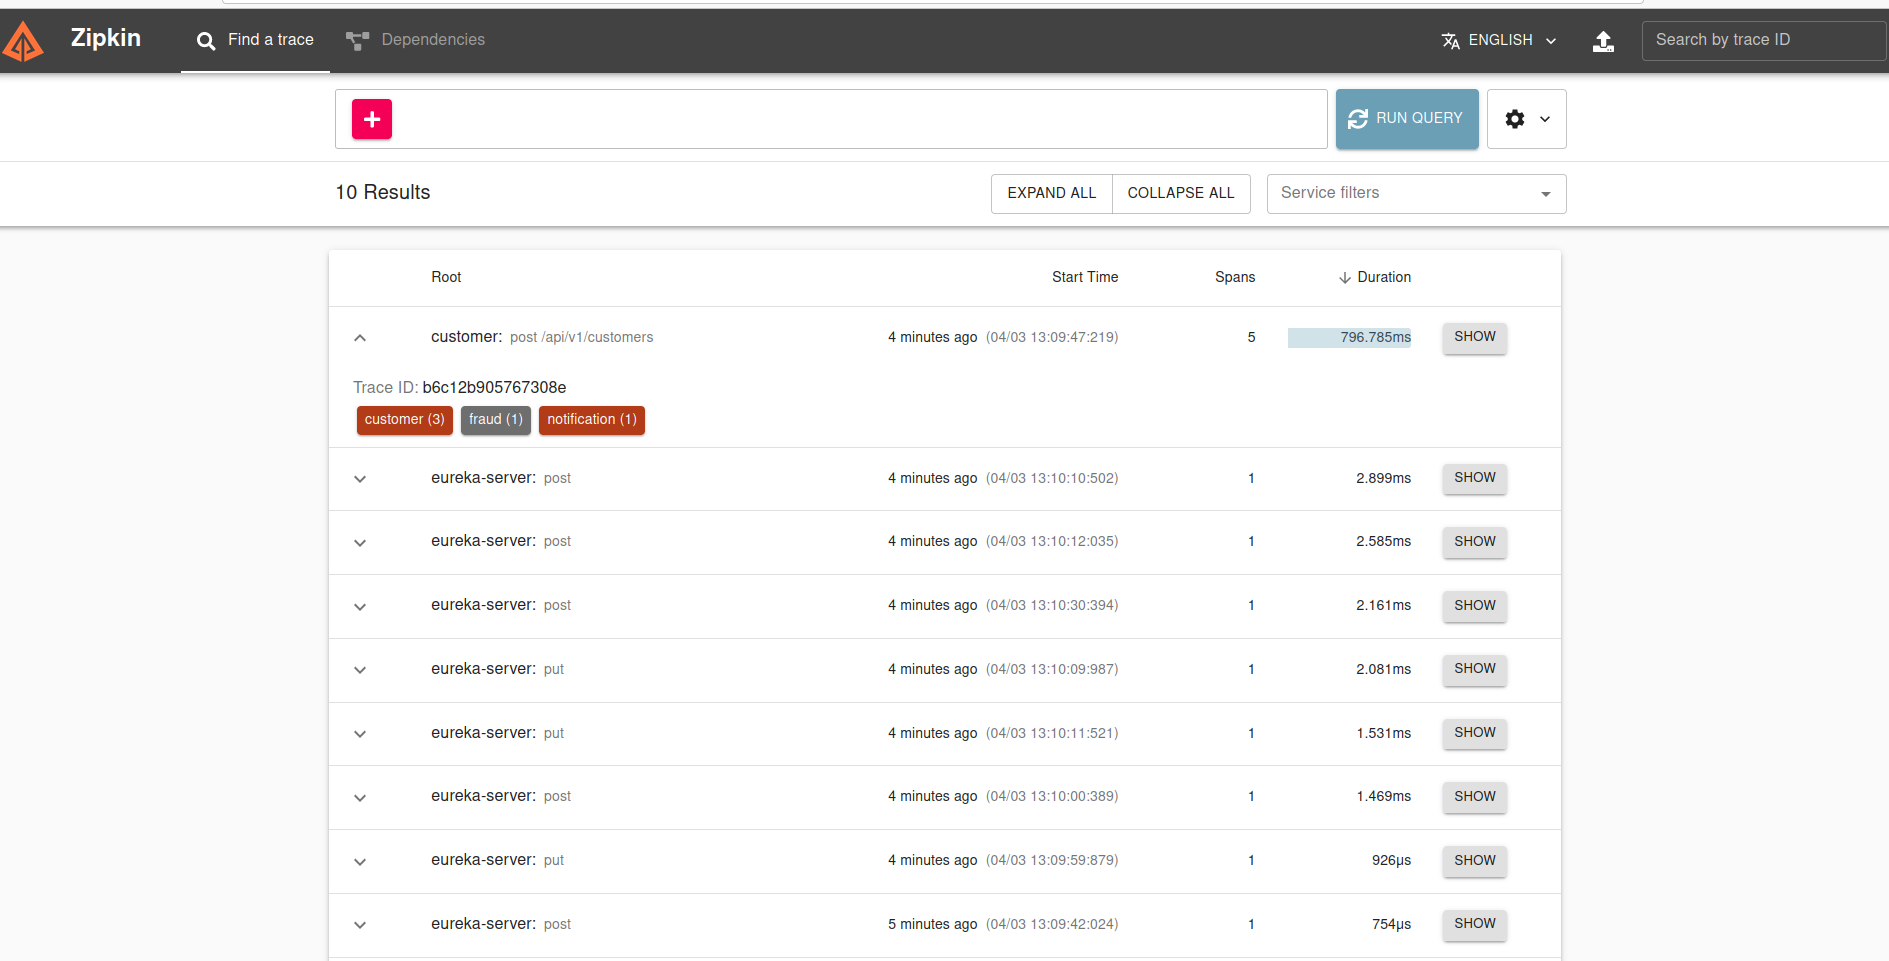 Zipkin Find a trace Dependencies ENGLISH Search by trace ID
RUN QUERY
10 Results EXPAND ALL COLLAPSE ALL Service filters
Root Start Time Spans Duration
customer: post /api/v1/customers 4 minutes ago (04/03 13:09:47:219) 5 796.785ms SHOW
Trace ID: b6c12b905767308e
customer (3) fraud (1) notification (1)
eureka-server: post 4 minutes ago (04/03 13:10:10:502) 1 2.899ms SHOW
eureka-server: post 4 minutes ago (04/03 13:10:12:035) 1 2.585ms SHOW
eureka-server: post 4 minutes ago (04/03 13:10:30:394) 1 2.161ms SHOW
eureka-server: put 4 minutes ago (04/03 13:10:09:987) 1 2.081ms SHOW
eureka-server: put 4 minutes ago (04/03 13:10:11:521) 1 1.531ms SHOW
eureka-server: post 4 minutes ago (04/03 13:10:00:389) 1 1.469ms SHOW
eureka-server: put 4 minutes ago (04/03 13:09:59:879) 1 926μs SHOW
eureka-server: post 5 minutes ago (04/03 13:09:42:024) 1 754μs SHOW